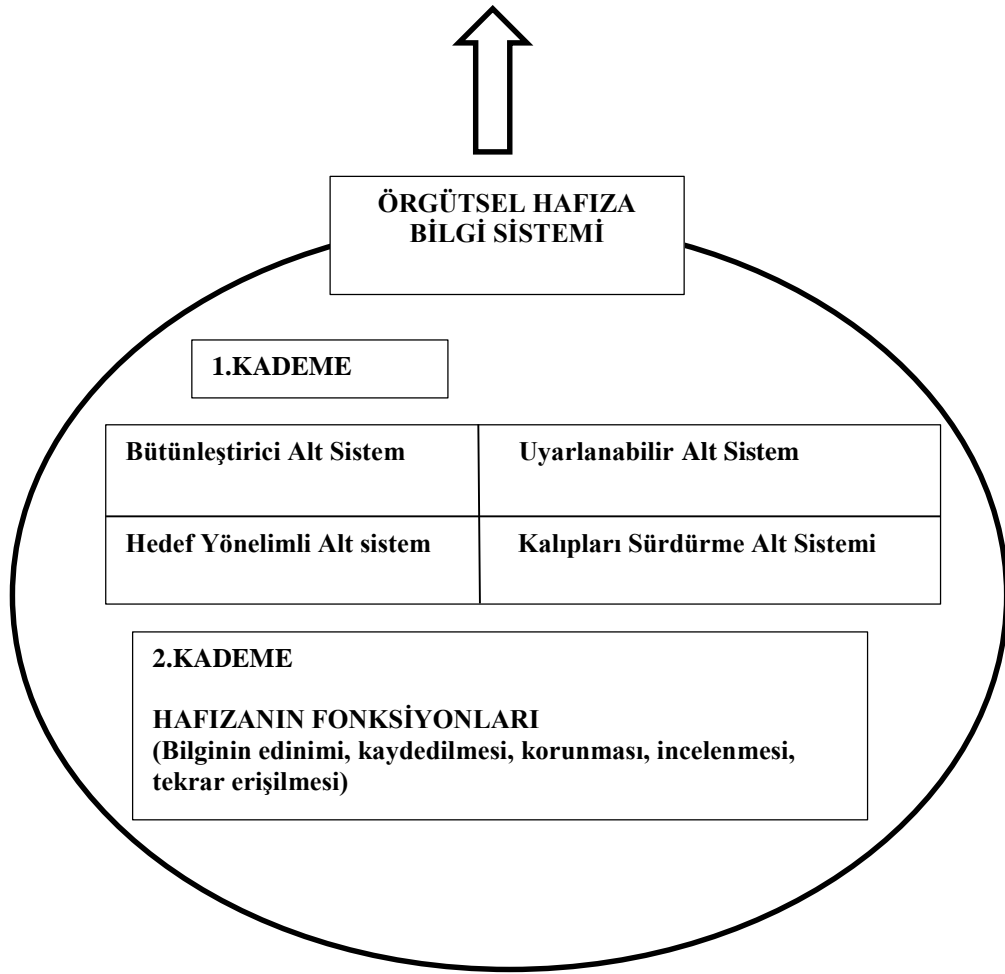 ÖRGÜTSEL HAFIZA
BİLGİ SİSTEMİ
1.KADEME
Bütünleştirici Alt Sistem
Uyarlanabilir Alt Sistem
Hedef Yönelimli Alt sistem
Kalıpları Sürdürme Alt Sistemi
2.KADEME
HAFIZANIN FONKSİYONLARI
(Bilginin edinimi, kaydedilmesi, korunması, incelenmesi,
tekrar erişilmesi)